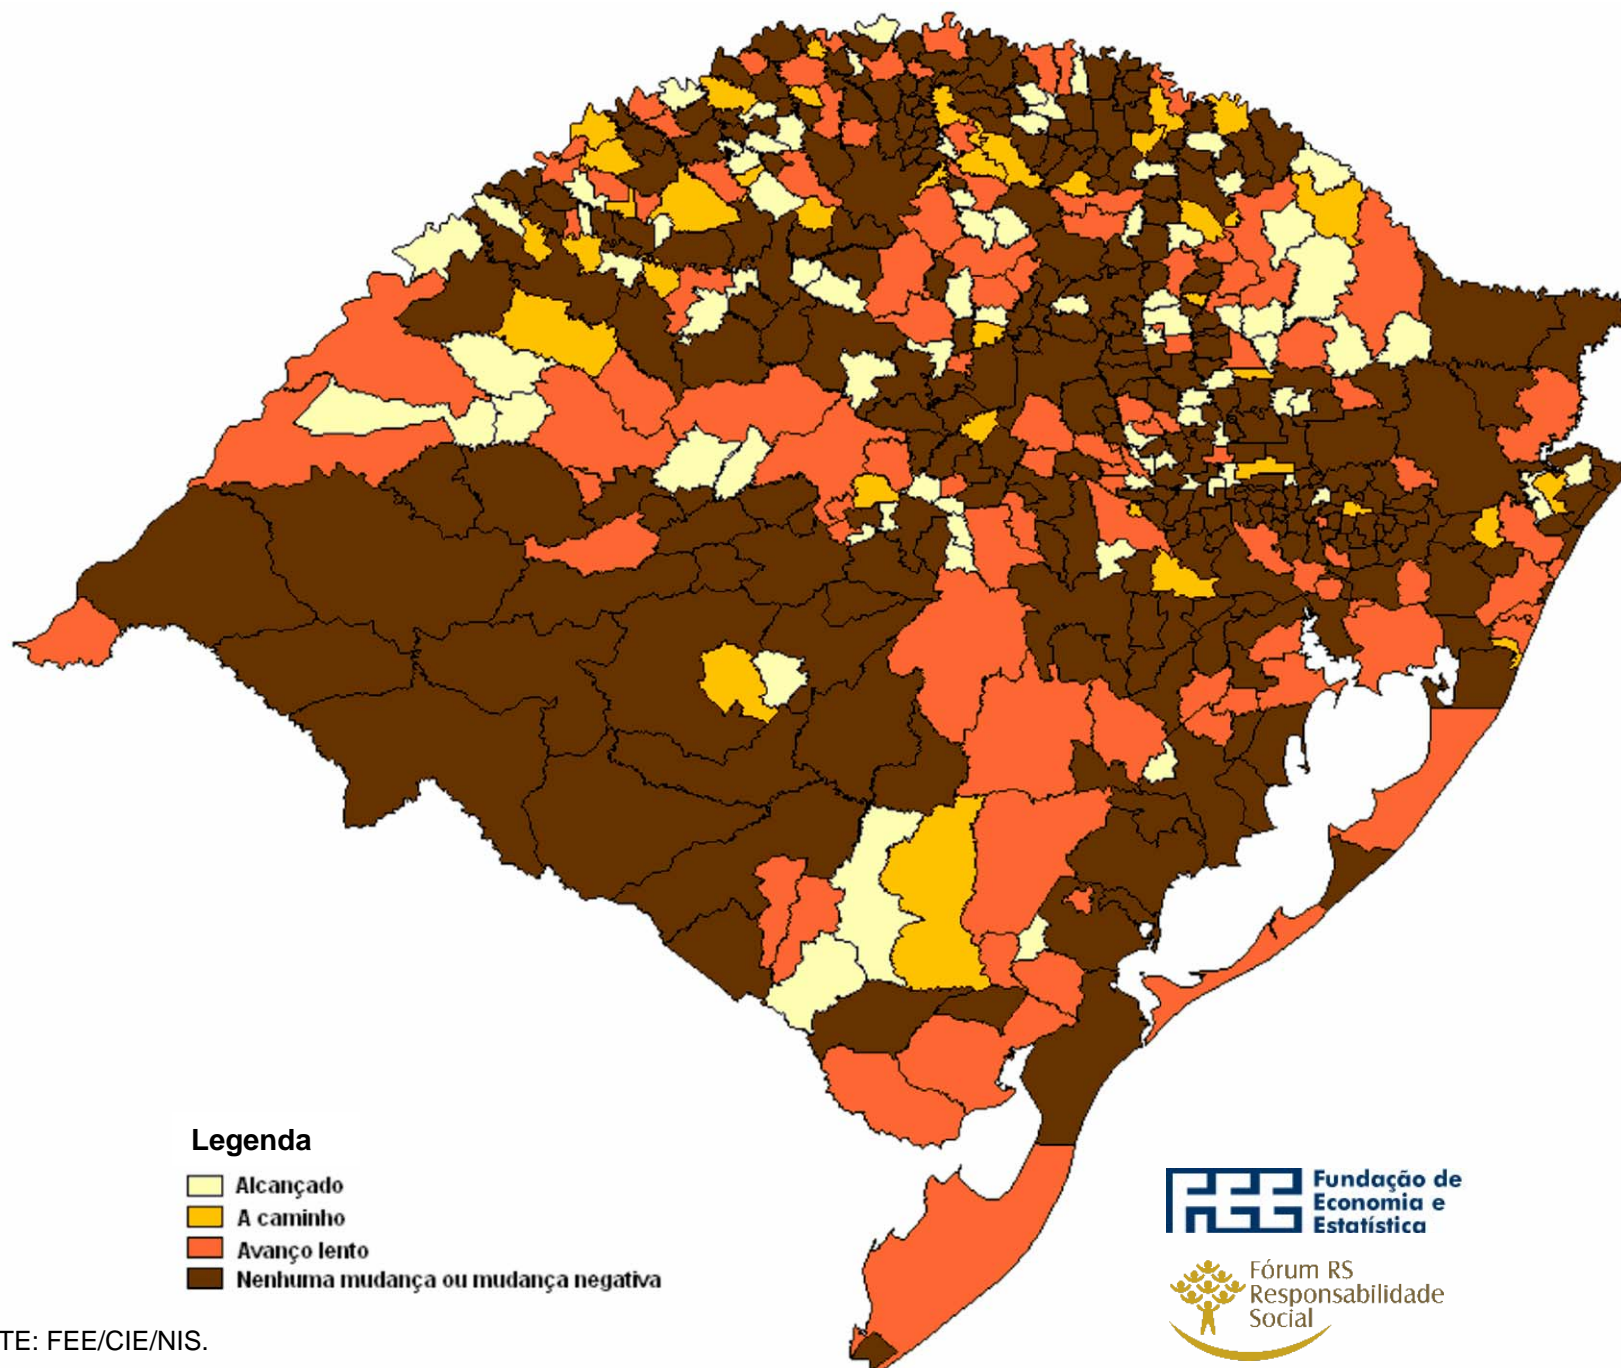 Legenda
Alcançado
A caminho
Avanço lento
Nenhuma mudança ou mudança negativa
TE: FEE/CIE/NIS.
FEE
Fundação de
Economia e
Estatística
Fórum RS
Responsabilidade
Social